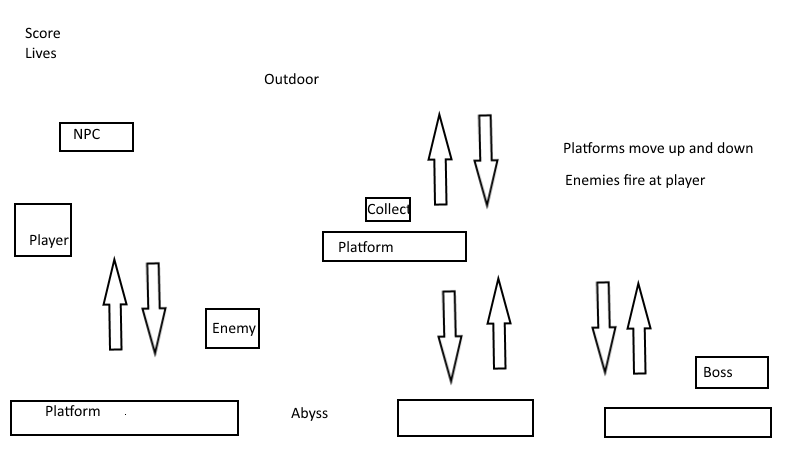 Score
Lives
Outdoor
NPC
Platforms move up and down
Enemies fire at player
Collect
Player
Platform
Enemy
Boss
Platform
Abyss